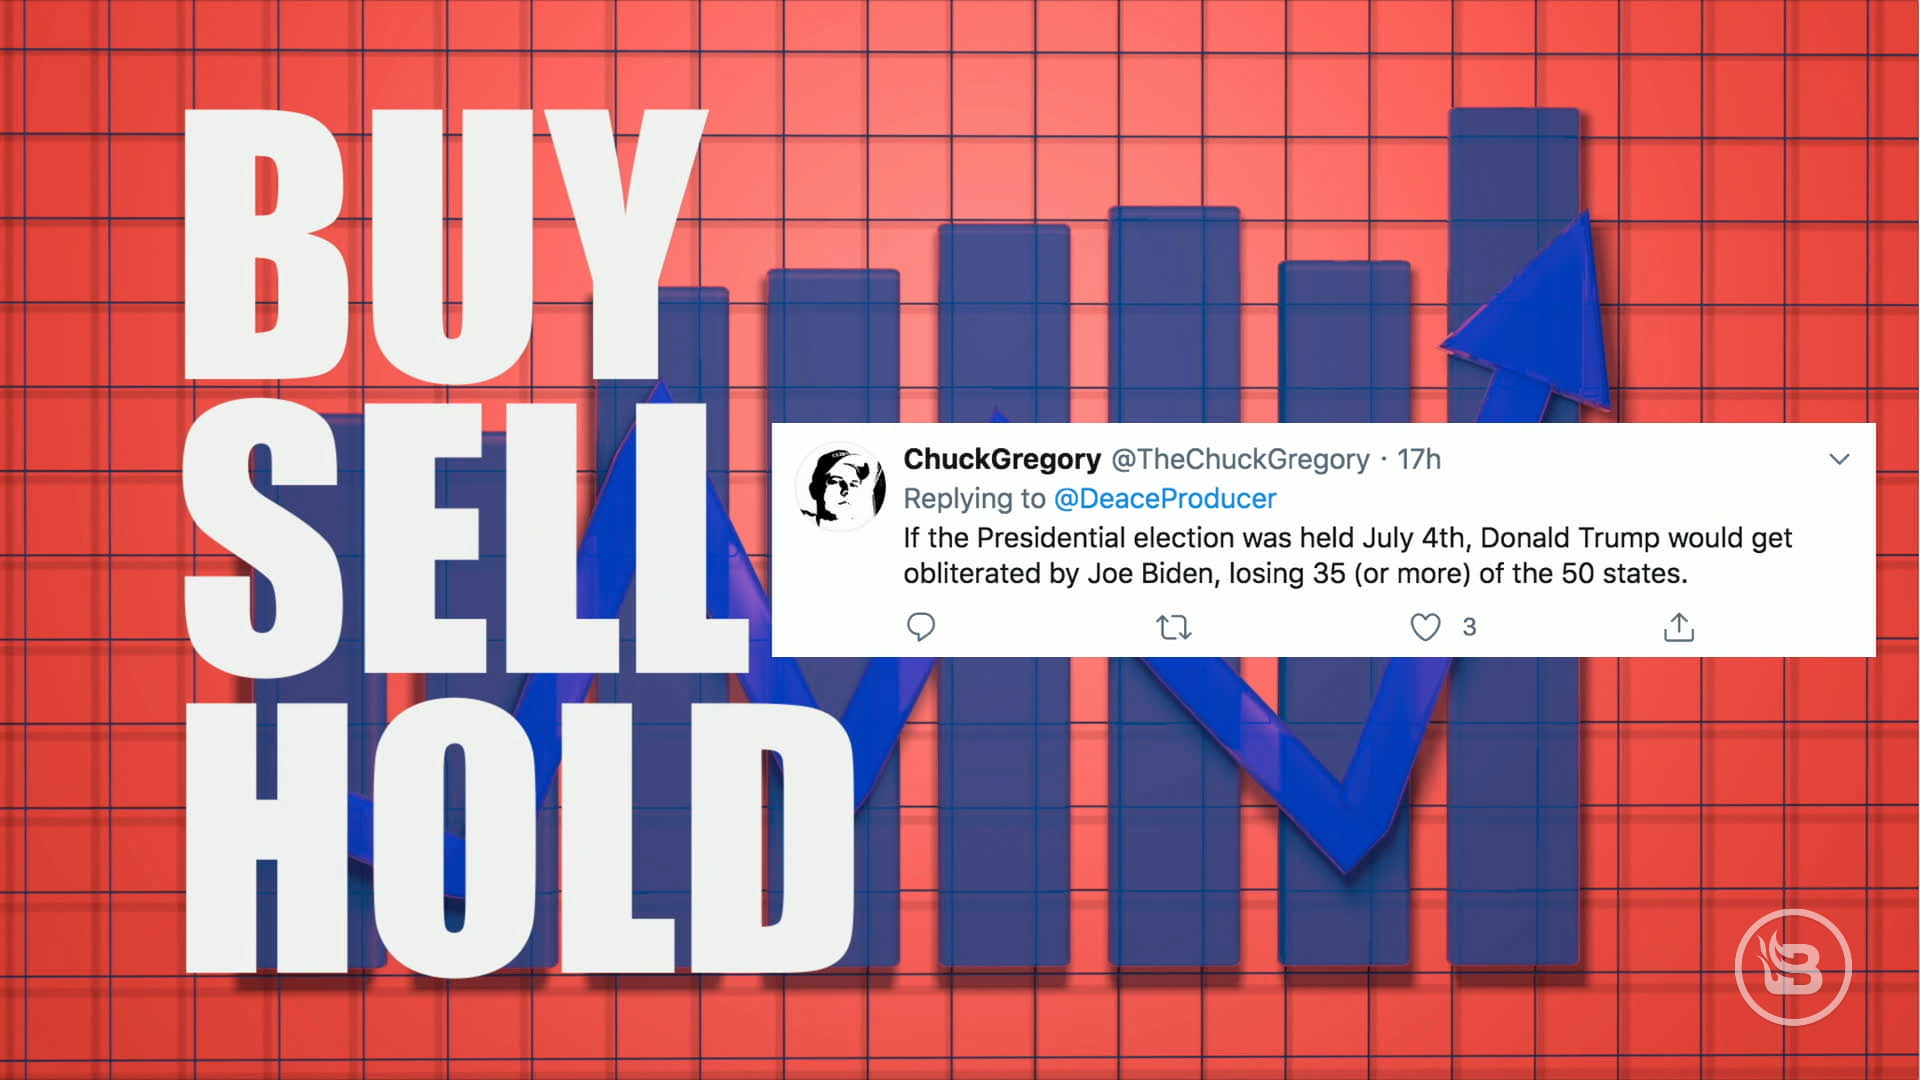 BUY
SELL
HOLD
ChuckGregory @TheChuckGregory · 17h
Replying to @DeaceProducer
If the Presidential election was held July 4th, Donald Trump would get
obliterated by Joe Biden, losing 35 (or more) of the 50 states.
3
B